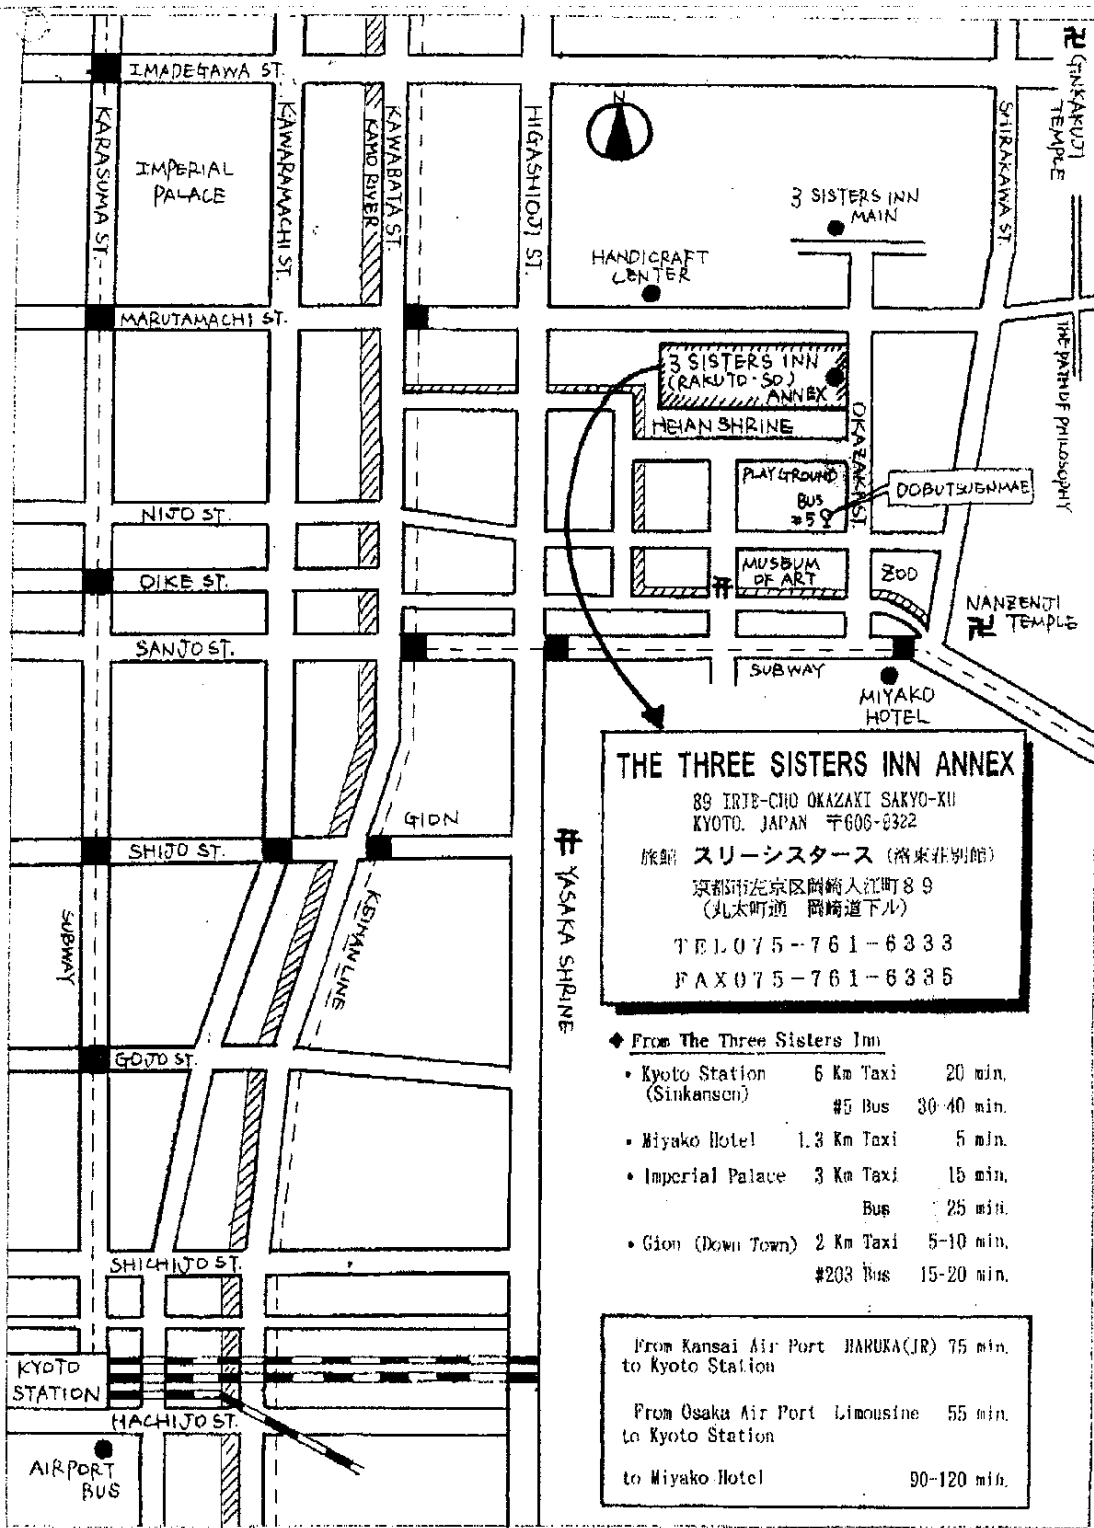 IMADEGAWA ST.
KARASUMA ST.
IMPERIAL
PALACE
KAWARAMACHI ST.
KAMO RIVER
KAWABATA ST.
HIGASHIOJI ST.
N
SHIRAKAWA ST.
卍 GINKAKUJI
TEMPLE
3 SISTERS INN
MAIN
HANDICRAFT
CENTER
MARUTAMACHI ST.
THE PATH OF PHILOSOPHY
3 SISTERS INN
(RAKUTO-SO)
ANNEX
HEIAN SHRINE
OKAZAKI ST.
PLAYGROUND
BUS
#5
DOBUTSUENMAE
NIJO ST.
OIKE ST.
MUSEUM
OF ART
ZOO
NANZENJI
卍 TEMPLE
SANJO ST.
SUBWAY
MIYAKO
HOTEL
THE THREE SISTERS INN ANNEX
89 IRIE-CHO OKAZAKI SAKYO-KU
KYOTO. JAPAN 〒606-8322
旅館 スリーシスタース (洛東荘別館)
京都市左京区岡崎入江町89
(丸太町通 岡崎道下ル)
TEL075-761-6333
FAX075-761-6335
GION
SHIJO ST.
YASAKA SHRINE
SUBWAY
KEIHAN LINE
GOJO ST.
◆ From The Three Sisters Inn
・Kyoto Station 6 Km Taxi 20 min.
(Sinkansen)
#5 Bus 30-40 min.
・Miyako Hotel 1.3 Km Taxi 5 min.
・Imperial Palace 3 Km Taxi 15 min.
Bus 25 min.
・Gion (Down Town) 2 Km Taxi 5-10 min.
#203 Bus 15-20 min.
SHICHIJO ST.
KYOTO
STATION
HACHIJO ST.
AIRPORT
BUS
From Kansai Air Port HARUKA(JR) 75 min.
to Kyoto Station
From Osaka Air Port Limousine 55 min.
to Kyoto Station
to Miyako Hotel 90-120 min.